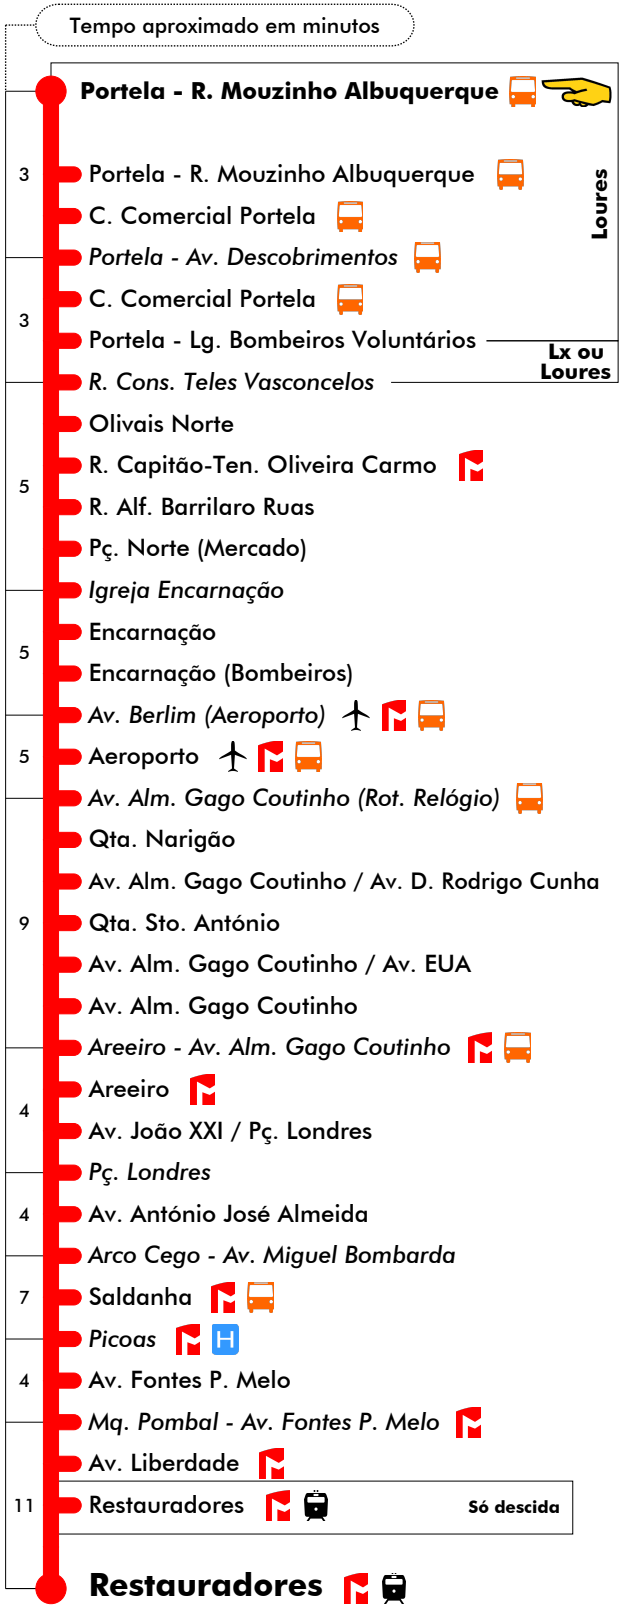 Tempo aproximado em minutos
Portela - R. Mouzinho Albuquerque
3 Portela - R. Mouzinho Albuquerque
Loures
C. Comercial Portela
Portela - Av. Descobrimentos
C. Comercial Portela
3
Portela - Lg. Bombeiros Voluntários
Lx ou
Loures
R. Cons. Teles Vasconcelos
Olivais Norte
R. Capitão-Ten. Oliveira Carmo
5
R. Alf. Barrilaro Ruas
Pç. Norte (Mercado)
Igreja Encarnação
Encarnação
5
Encarnação (Bombeiros)
Av. Berlim (Aeroporto)
5 Aeroporto
Av. Alm. Gago Coutinho (Rot. Relógio)
Qta. Narigão
Av. Alm. Gago Coutinho / Av. D. Rodrigo Cunha
9 Qta. Sto. António
Av. Alm. Gago Coutinho / Av. EUA
Av. Alm. Gago Coutinho
Areeiro - Av. Alm. Gago Coutinho
Areeiro
4
Av. João XXI / Pç. Londres
Pç. Londres
4 Av. António José Almeida
Arco Cego - Av. Miguel Bombarda
7 Saldanha
Picoas H
4 Av. Fontes P. Melo
Mq. Pombal - Av. Fontes P. Melo
Av. Liberdade
11 Restauradores Só descida
Restauradores